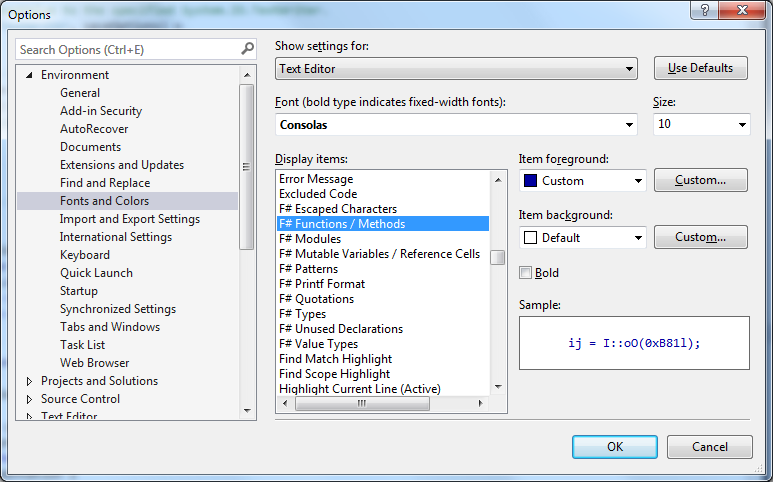 Options
?
Search Options (Ctrl+E)
Environment
General
Add-in Security
AutoRecover
Documents
Extensions and Updates
Find and Replace
Fonts and Colors
Import and Export Settings
International Settings
Keyboard
Quick Launch
Startup
Synchronized Settings
Tabs and Windows
Task List
Web Browser
Projects and Solutions
Source Control
Text Editor
Show settings for:
Text Editor
Use Defaults
Font (bold type indicates fixed-width fonts):
Consolas
Size:
10
Display items:
Error Message
Excluded Code
F# Escaped Characters
F# Functions / Methods
F# Modules
F# Mutable Variables / Reference Cells
F# Patterns
F# Printf Format
F# Quotations
F# Types
F# Unused Declarations
F# Value Types
Find Match Highlight
Find Scope Highlight
Highlight Current Line (Active)
Item foreground:
Custom
Custom...
Item background:
Default
Custom...
Bold
Sample:
ij = I::oO(0xB81l);
OK
Cancel